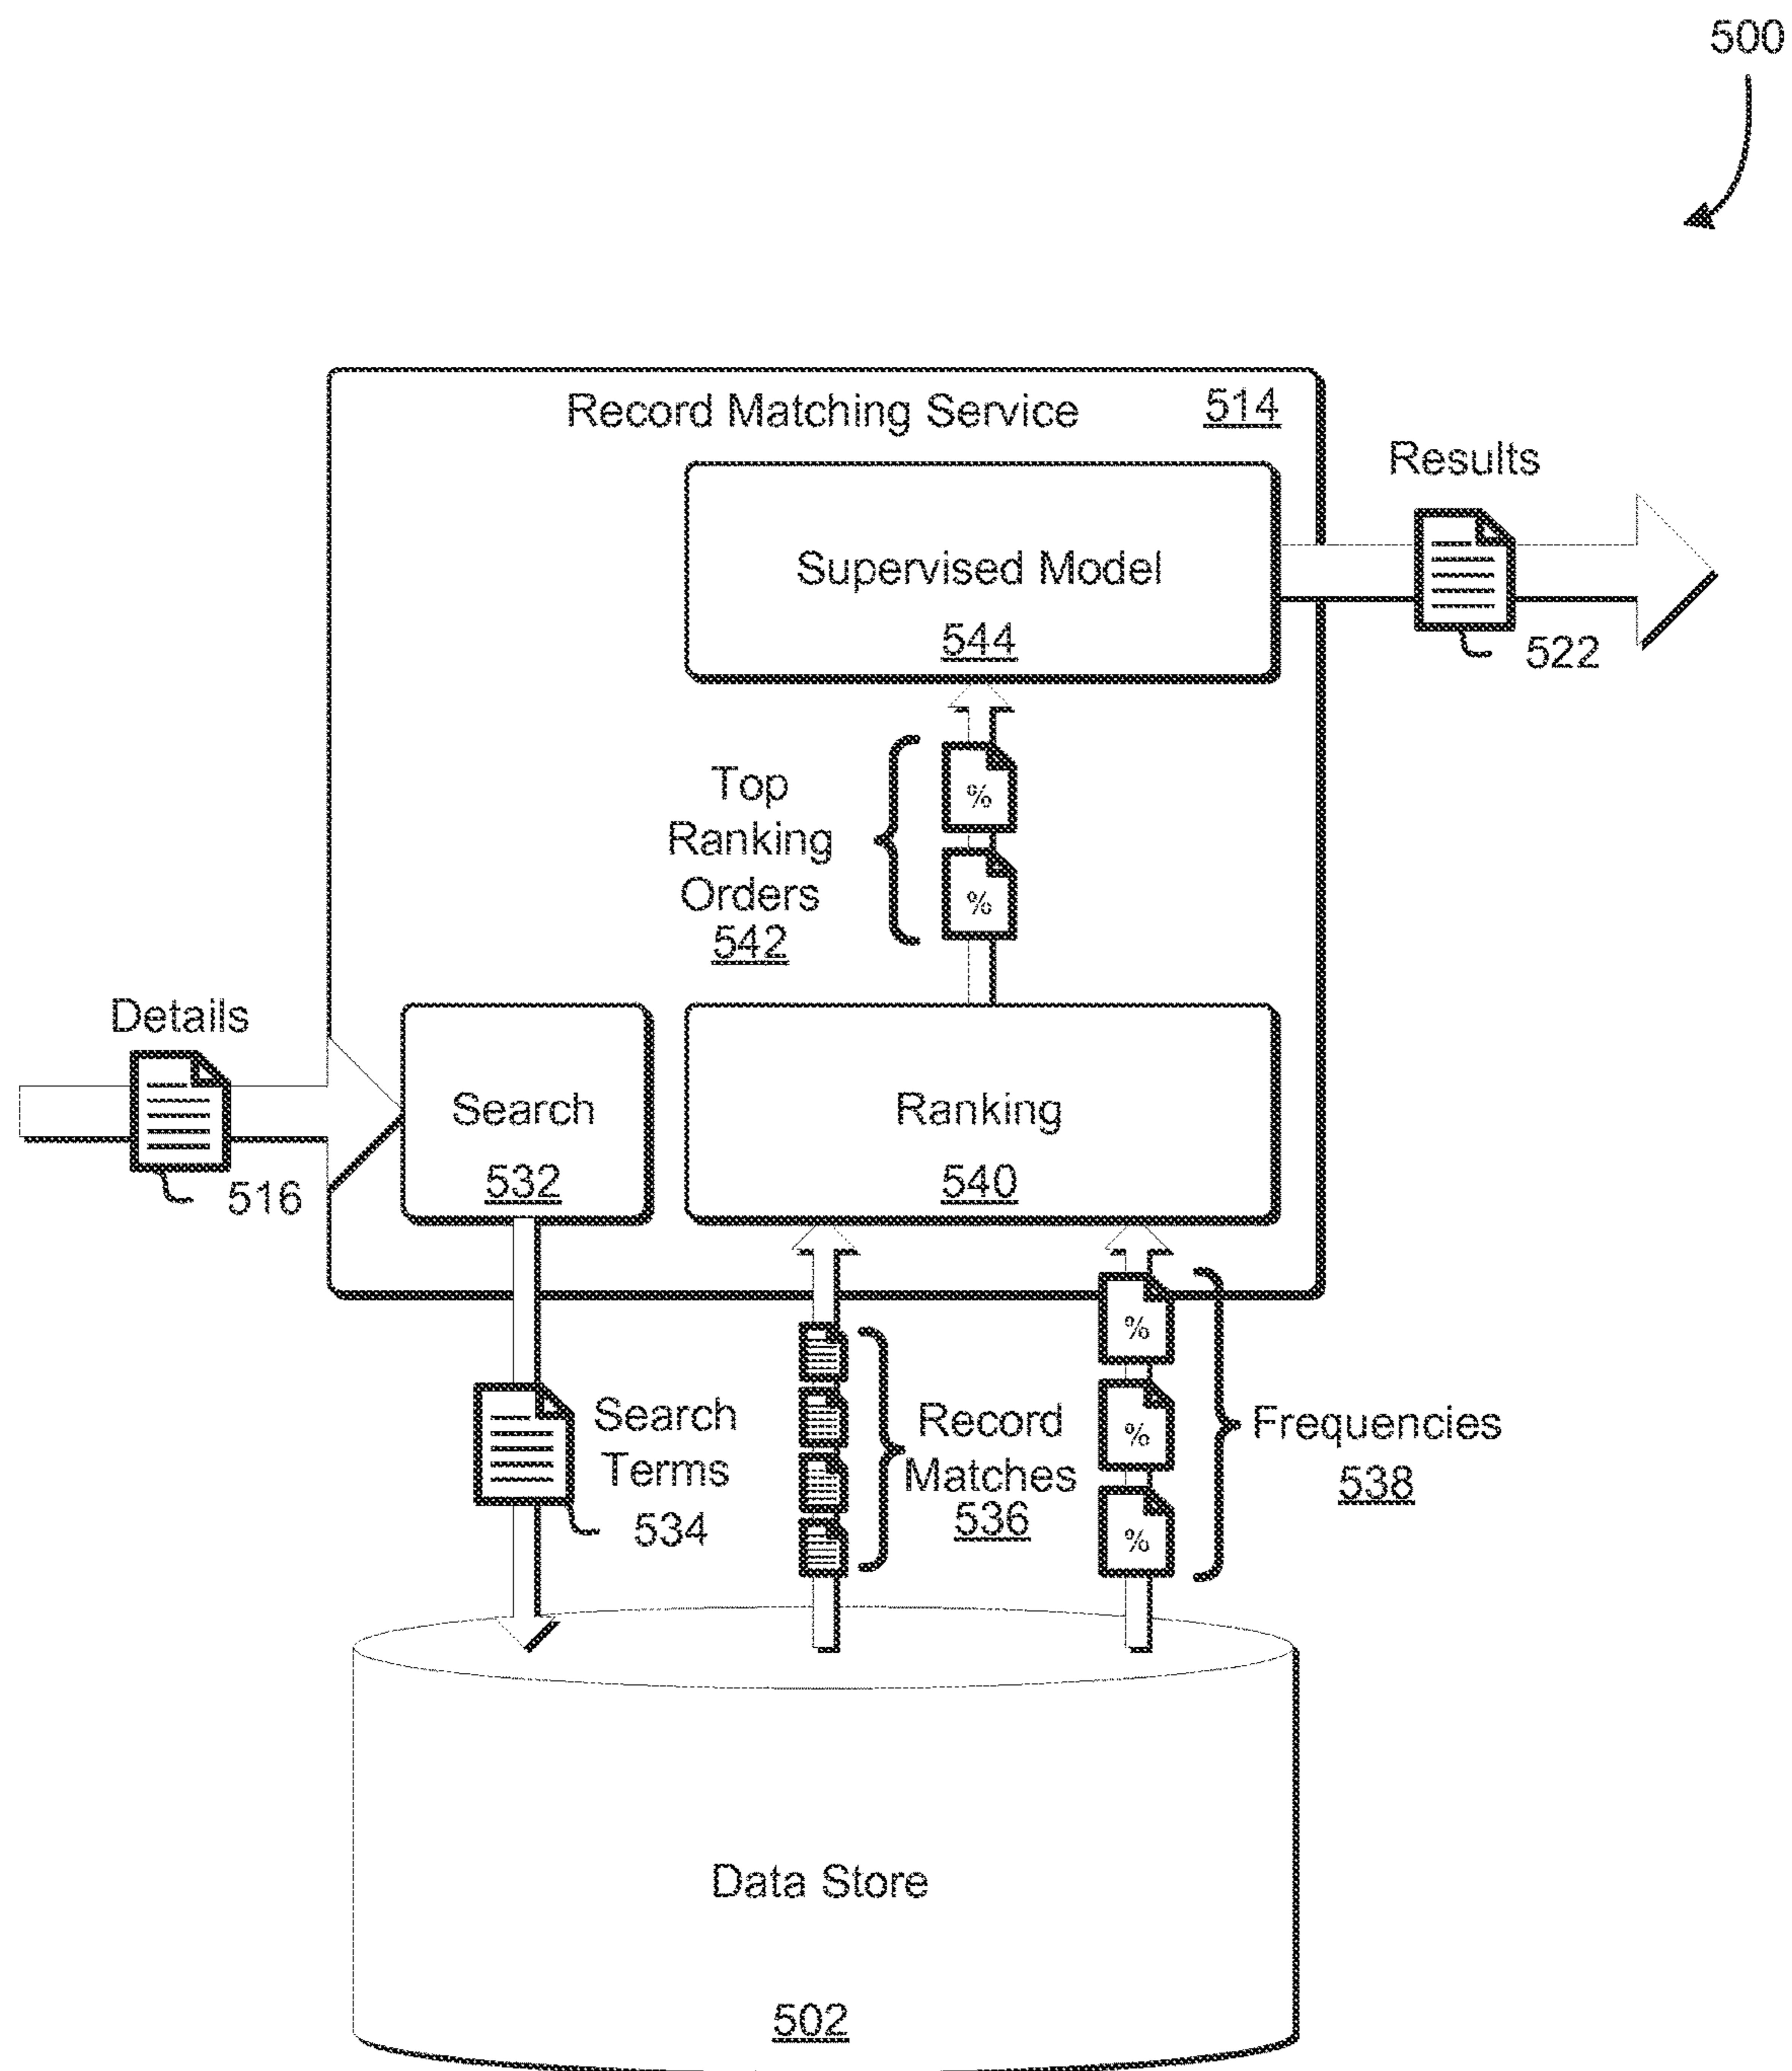 500
Record Matching Service
514
Supervised Model
544
Results
522
Top
Ranking
Orders
542
%
%
Details
516
Search
532
Ranking
540
Search
Terms
534
Record
Matches
536
%
%
%
Frequencies
538
Data Store
502